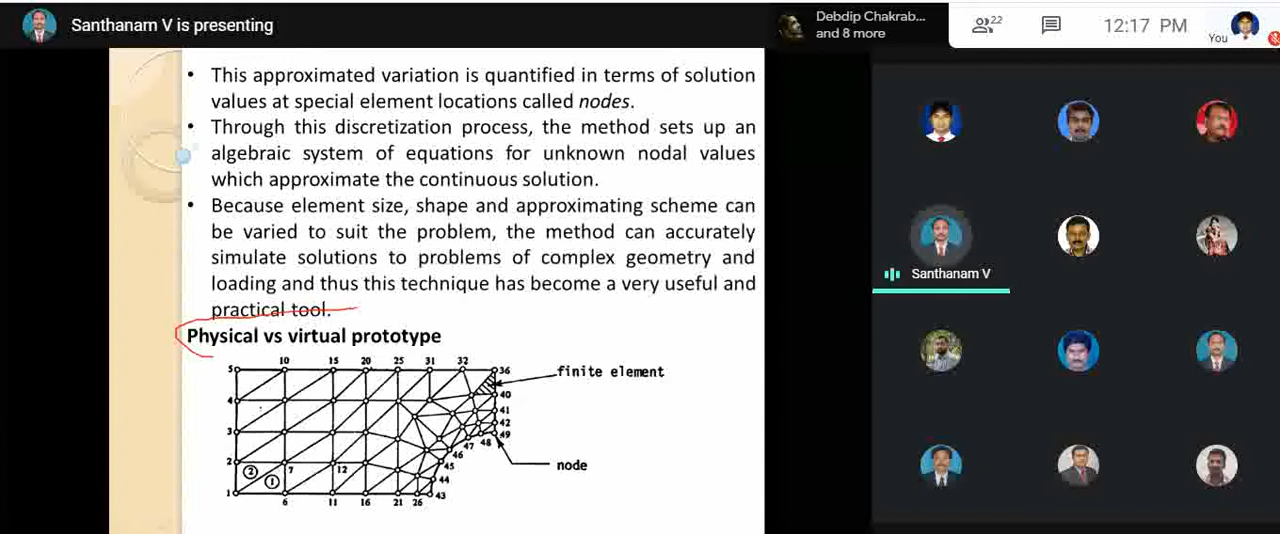 Santhanam V is presenting
Debdip Chakrab...
and 8 more
22
12:17 PM
You
• This approximated variation is quantified in terms of solution
values at special element locations called nodes.
• Through this discretization process, the method sets up an
algebraic system of equations for unknown nodal values
which approximate the continuous solution.
• Because element size, shape and approximating scheme can
be varied to suit the problem, the method can accurately
simulate solutions to problems of complex geometry and
loading and thus this technique has become a very useful and
practical tool.
Physical vs virtual prototype
10 15 20 25 31 32
5 36 finite element
4 40
41
42
3 49
48
47
46
2 2 7 12 45 node
1 44
1 43
6 11 16 21 26
Santhanam V